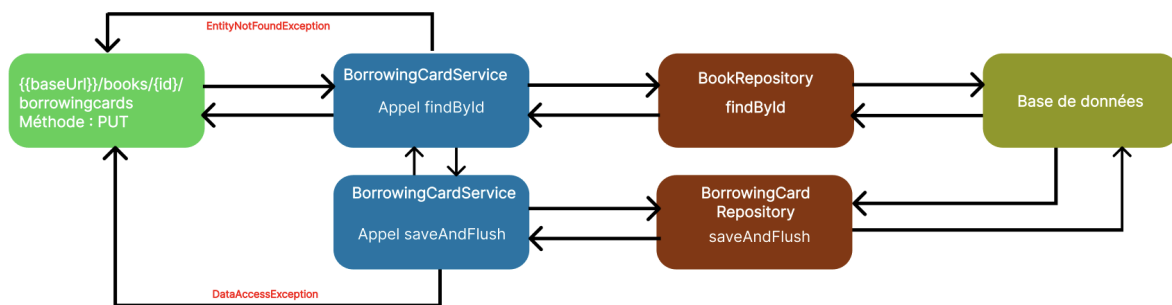 EntityNotFoundException
{{baseUrl}}/books/{id}/
borrowingcards
Méthode : PUT
BorrowingCardService
Appel findById
BookRepository
findById
Base de données
BorrowingCardService
Appel saveAndFlush
BorrowingCard
Repository
saveAndFlush
DataAccessException